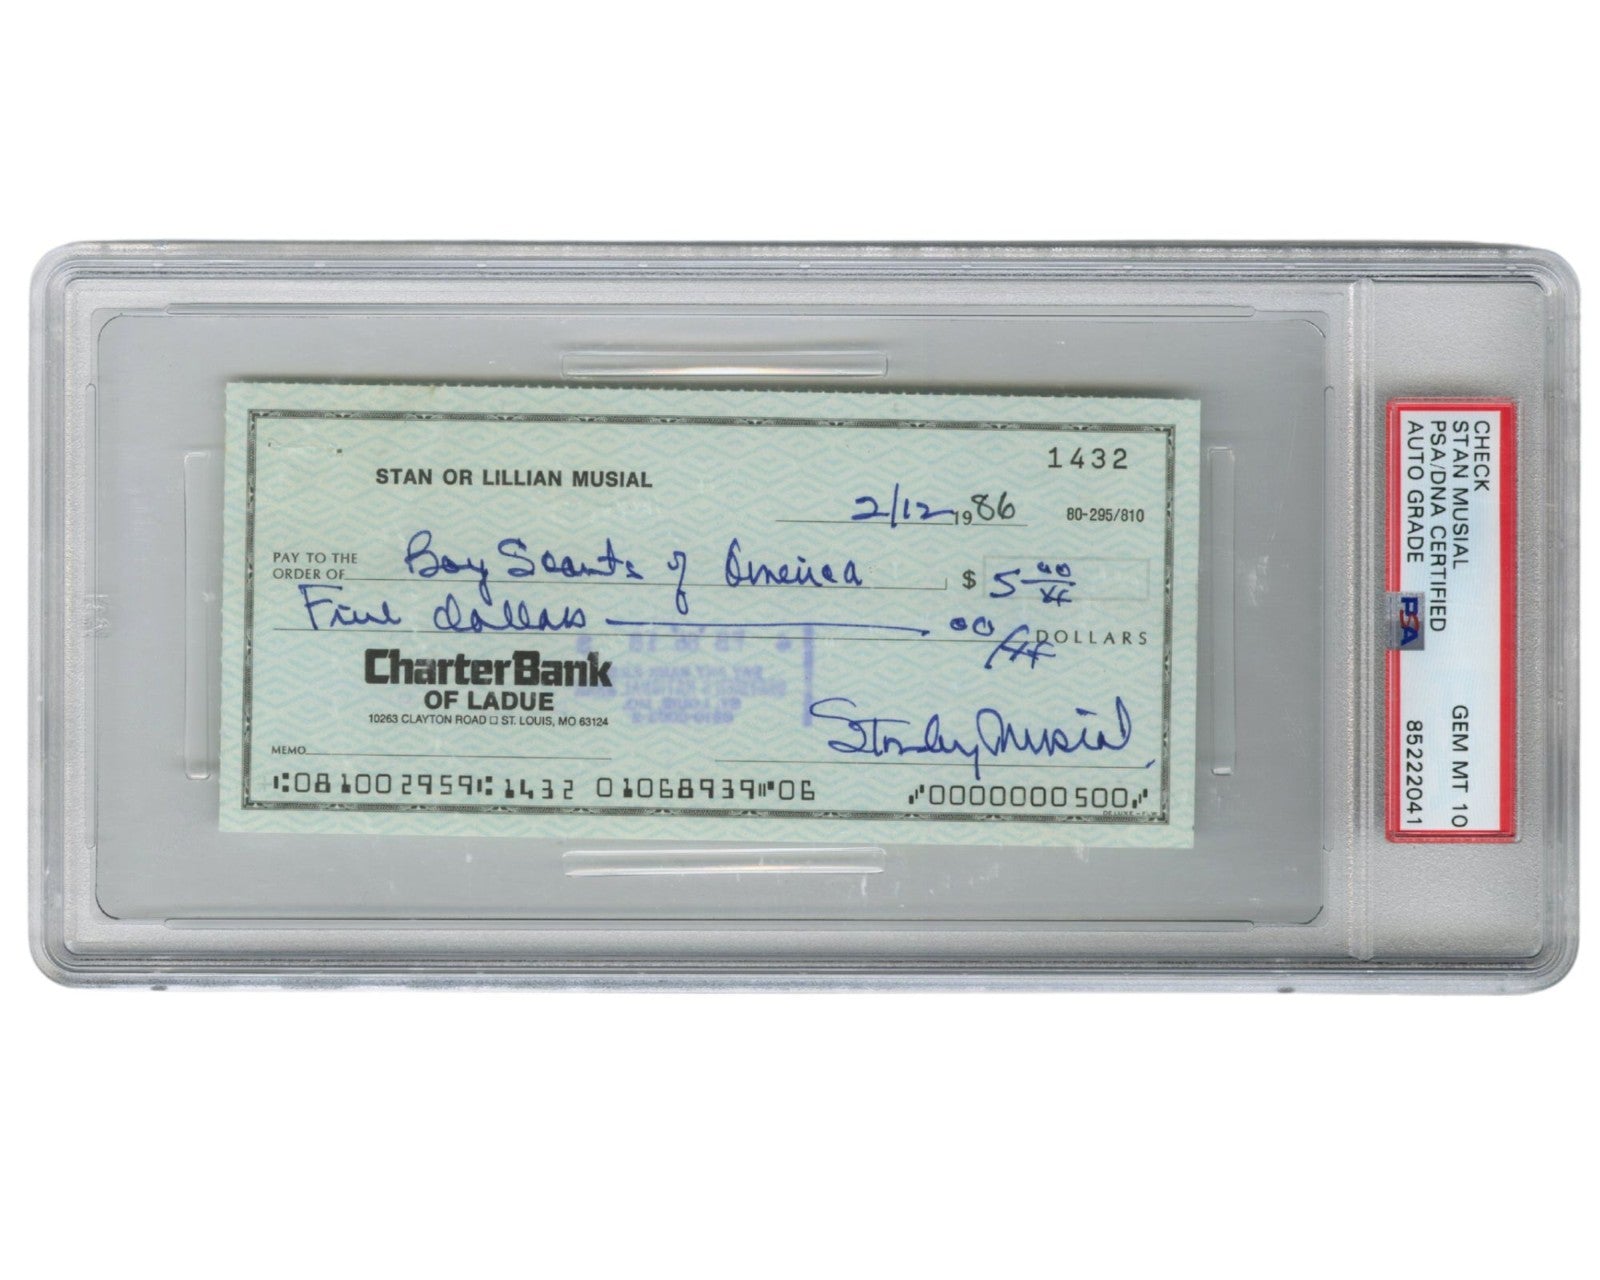 1432
STAN OR LILLIAN MUSIAL
2/12 1986 80-295/810
PAY TO THE
ORDER OF Boy Scouts of America $ 5 00/xx
Five dollars 00/xx DOLLARS
CharterBank
OF LADUE
10263 CLAYTON ROAD □ ST. LOUIS, MO 63124
Stanley Musial
MEMO
⑆081002959⑆1432 01068939⑈06 ⑇0000000500⑇
CHECK
STAN MUSIAL
PSA/DNA CERTIFIED
AUTO GRADE
PSA
GEM MT 10
85222041